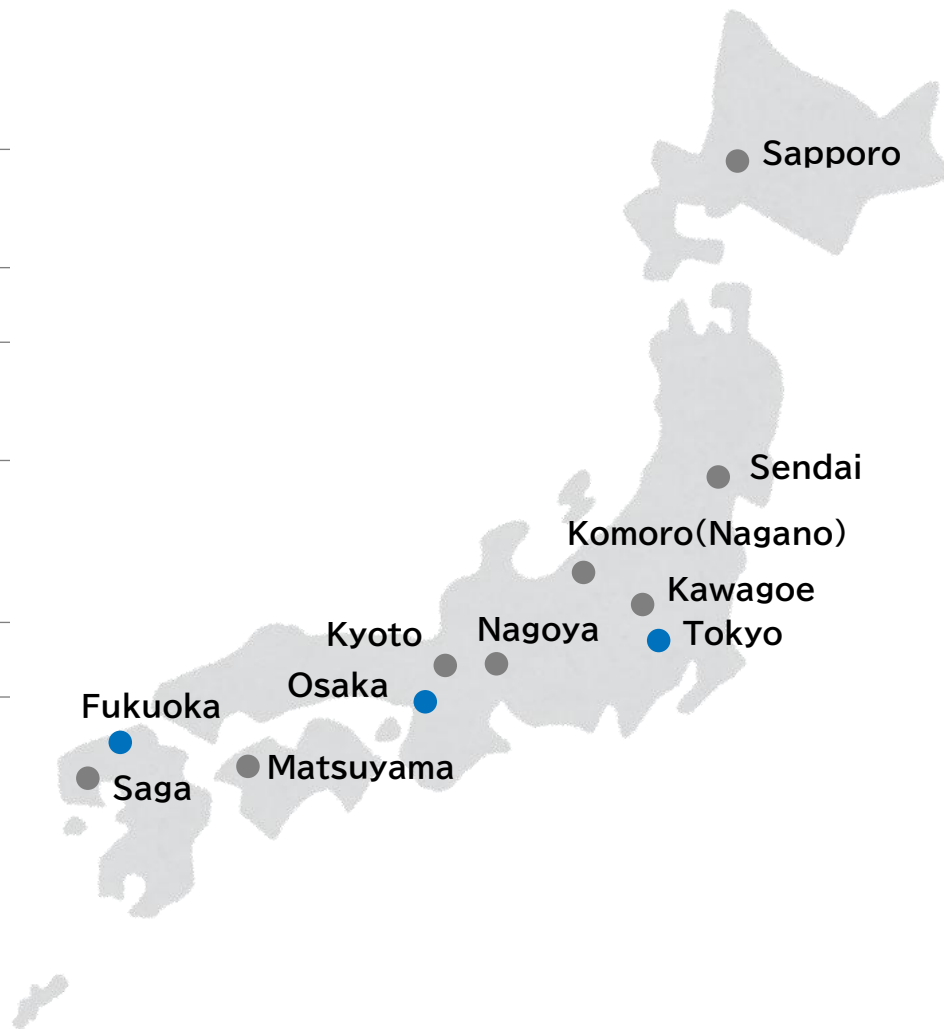 Sapporo
Sendai
Komoro(Nagano)
Kawagoe
Nagoya
Kyoto
Tokyo
Osaka
Fukuoka
Matsuyama
Saga